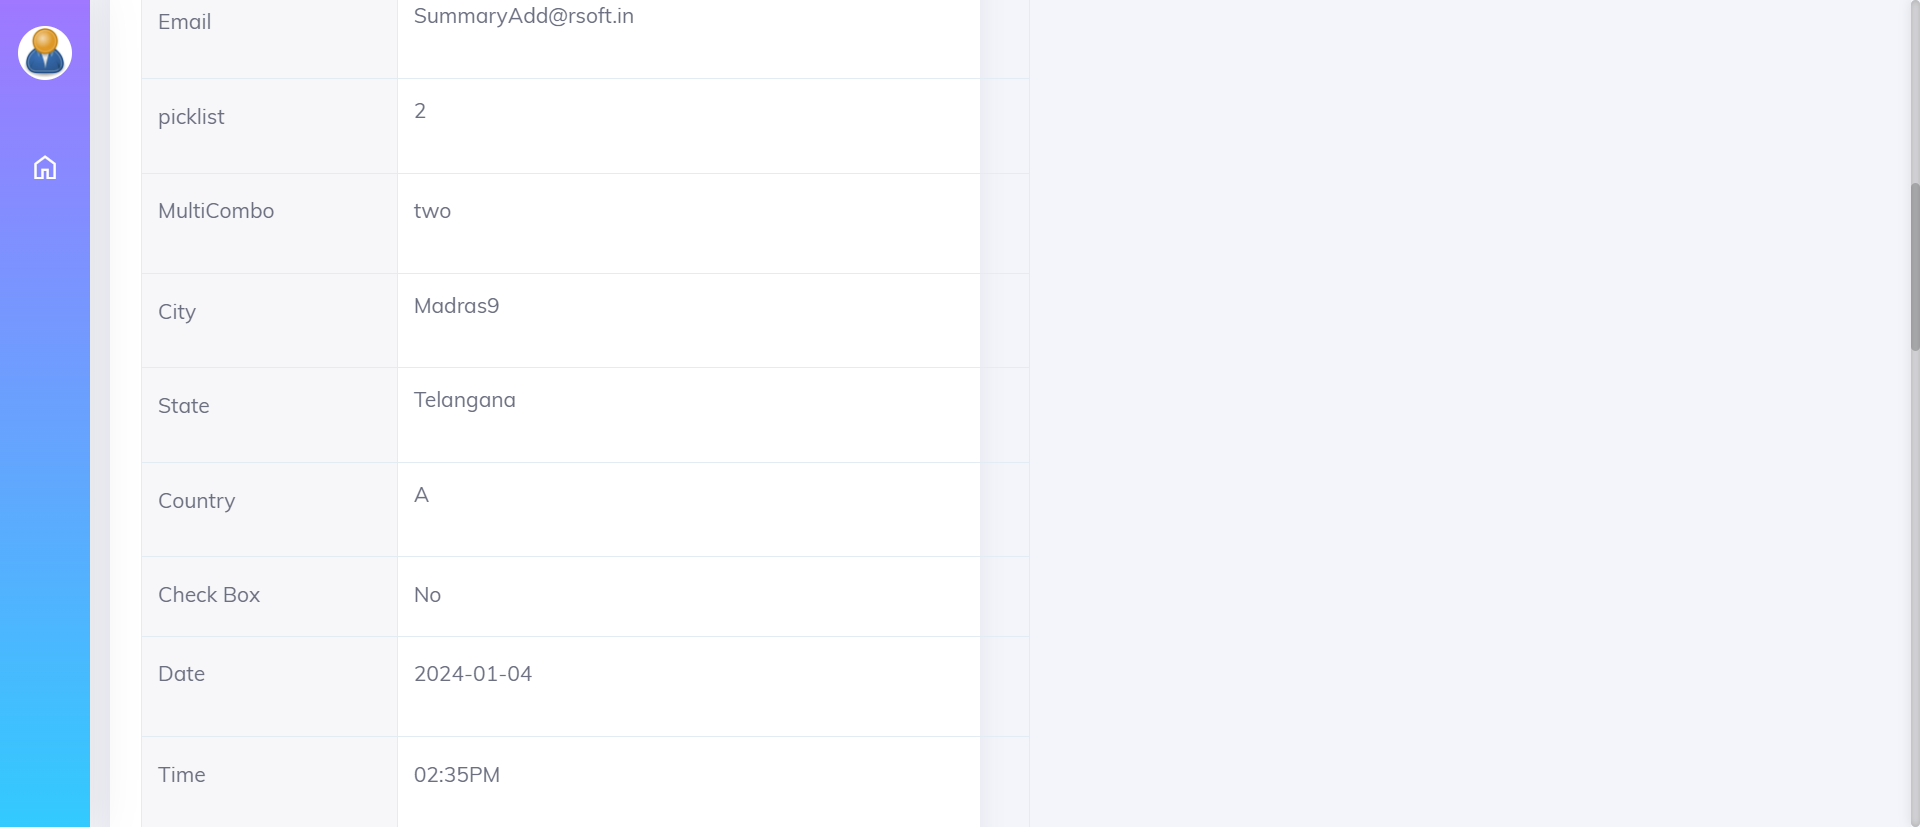 Email SummaryAdd@rsoft.in
picklist 2
MultiCombo two
City Madras9
State Telangana
Country A
Check Box No
Date 2024-01-04
Time 02:35PM